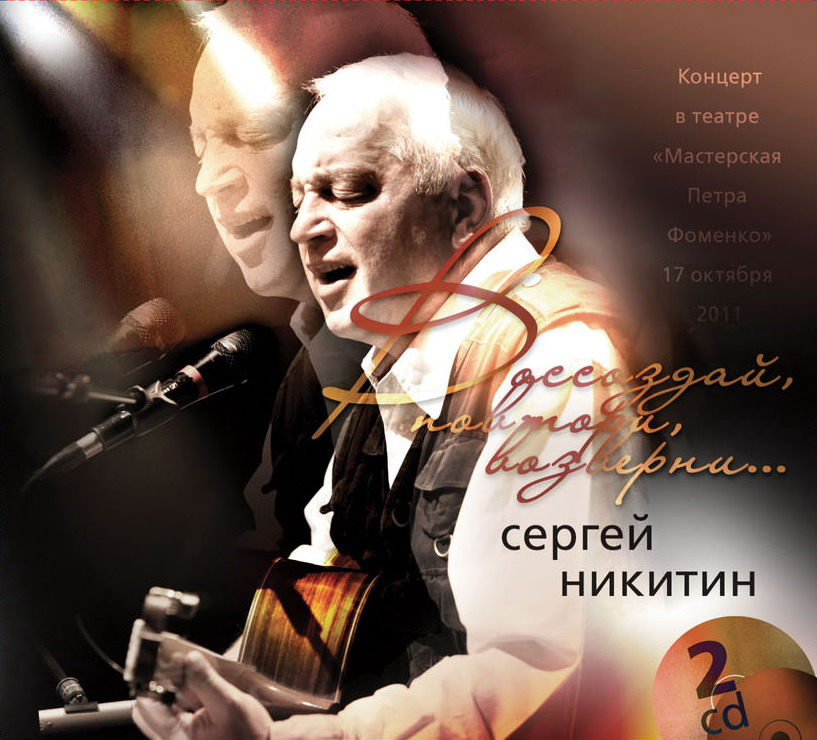 Концерт
в театре
«Мастерская
Петра
Фоменко»
17 октября
2011
Воссоздай,
повтори,
возверни...
сергей
никитин
2
cd